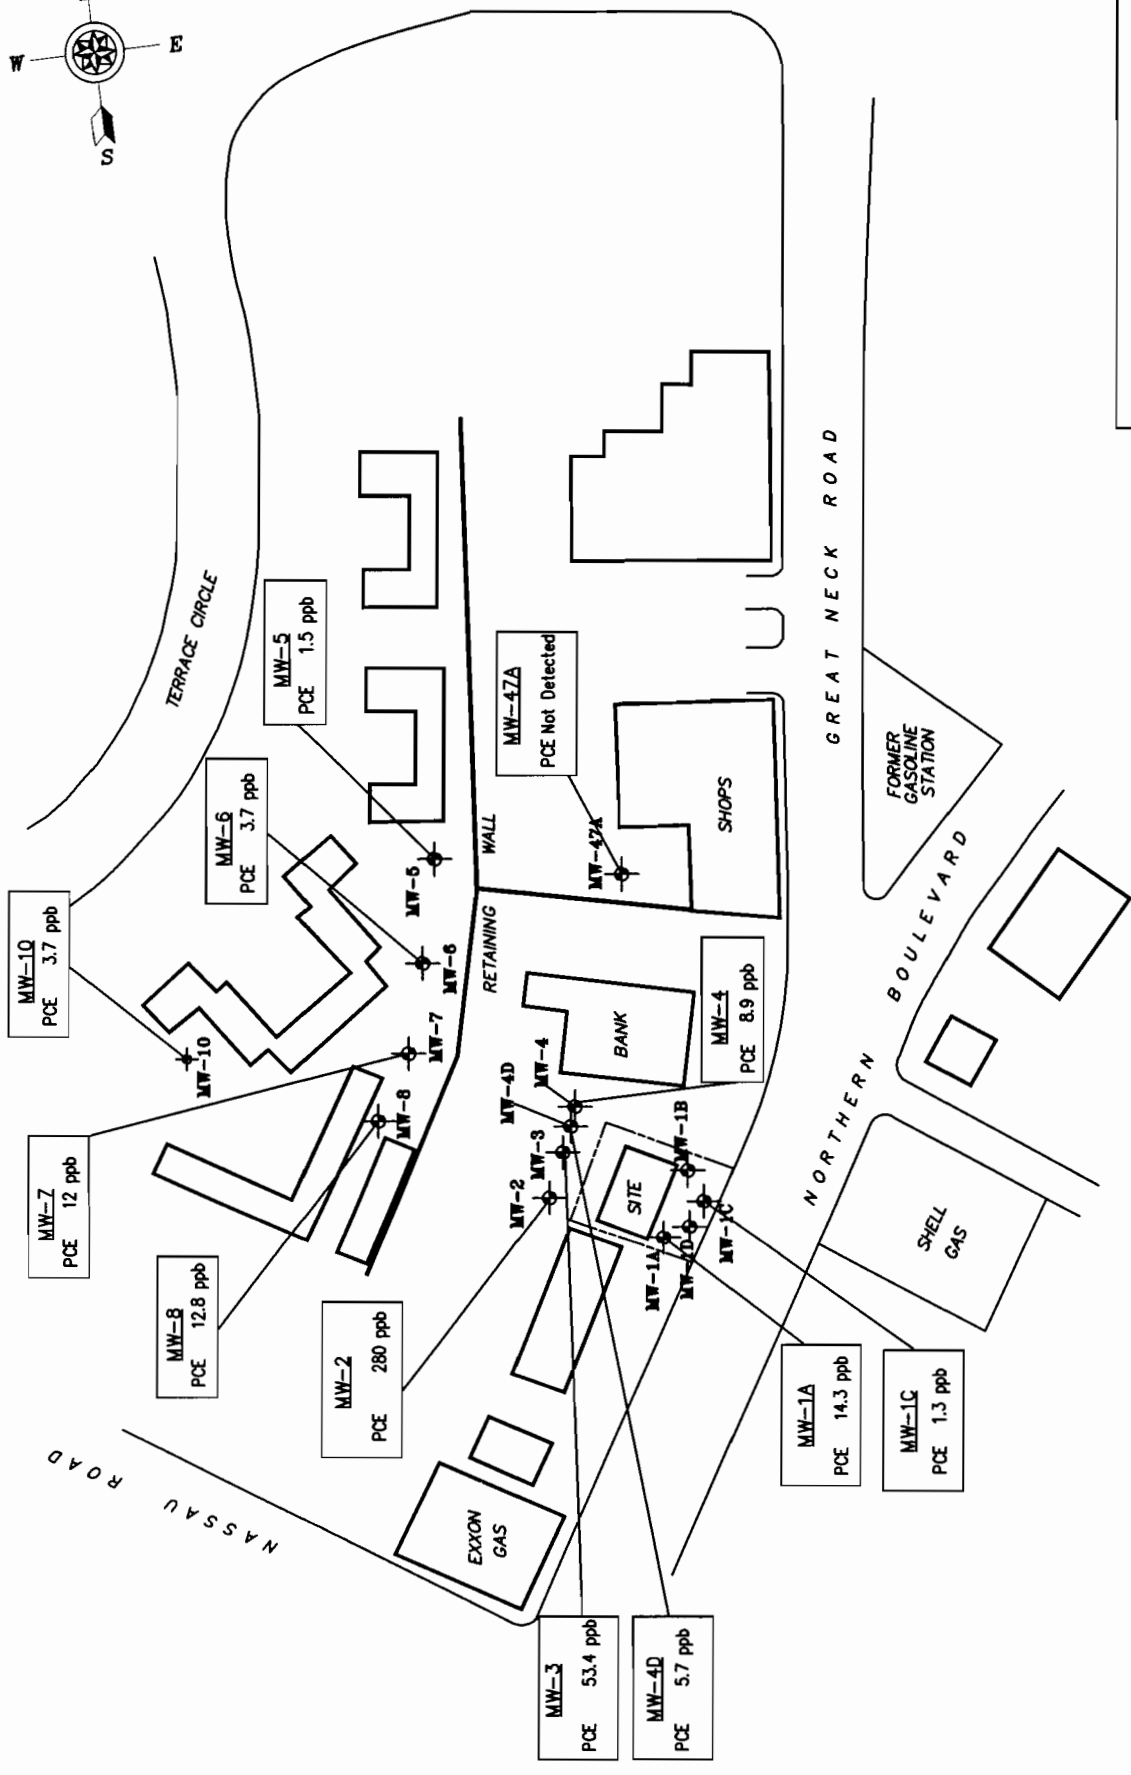 W
E
S
MW-10
PCE 3.7 ppb
MW-10
MW-7
PCE 12 ppb
MW-8
PCE 12.8 ppb
MW-6
PCE 3.7 ppb
MW-5
PCE 1.5 ppb
TERRACE CIRCLE
MW-2
PCE 280 ppb
MW-47A
PCE Not Detected
MW-8
MW-7
MW-6
MW-5
RETAINING
WALL
MW-47A
MW-2
MW-3
MW-4D
MW-4
BANK
SHOPS
MW-4
PCE 8.9 ppb
SITE
MW-1A
MW-1D
MW-1C
MW-1B
NASSAU ROAD
EXXON
GAS
GREAT NECK ROAD
FORMER
GASOLINE
STATION
NORTHERN BOULEVARD
SHELL
GAS
MW-3
PCE 53.4 ppb
MW-4D
PCE 5.7 ppb
MW-1A
PCE 14.3 ppb
MW-1C
PCE 1.3 ppb